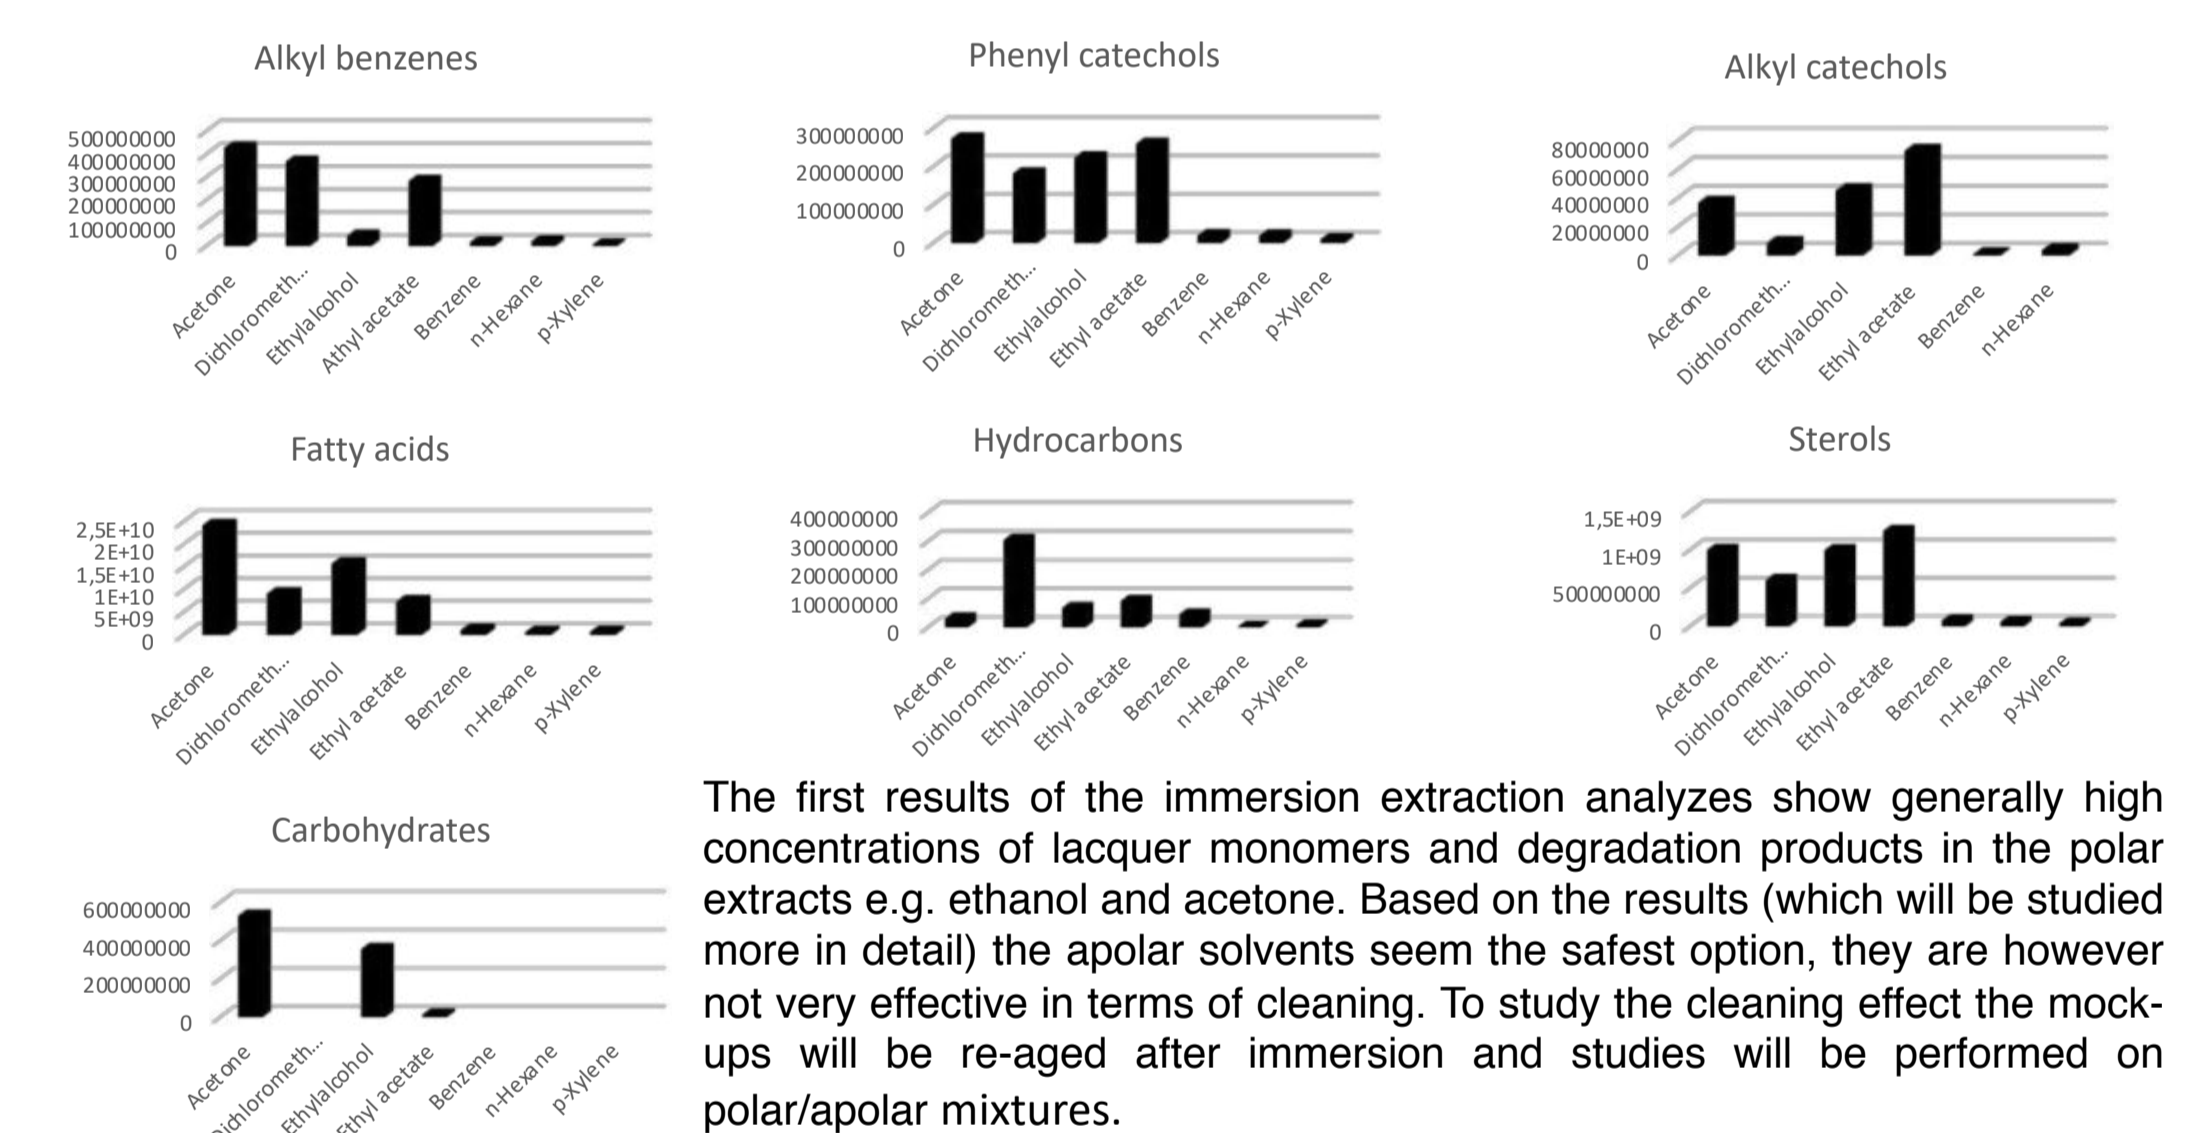 Alkyl benzenes
500000000
400000000
300000000
200000000
100000000
0
Acetone
Dichlorometh...
Ethylalcohol
Athyl acetate
Benzene
n-Hexane
p-Xylene
Phenyl catechols
300000000
200000000
100000000
0
Acetone
Dichlorometh...
Ethylalcohol
Ethyl acetate
Benzene
n-Hexane
p-Xylene
Alkyl catechols
80000000
60000000
40000000
20000000
0
Acetone
Dichlorometh...
Ethylalcohol
Ethyl acetate
Benzene
n-Hexane
Fatty acids
2,5E+10
2E+10
1,5E+10
1E+10
5E+09
0
Acetone
Dichlorometh...
Ethylalcohol
Ethyl acetate
Benzene
n-Hexane
p-Xylene
Hydrocarbons
400000000
300000000
200000000
100000000
0
Acetone
Dichlorometh...
Ethylalcohol
Ethyl acetate
Benzene
n-Hexane
p-Xylene
Sterols
1,5E+09
1E+09
500000000
0
Acetone
Dichlorometh...
Ethylalcohol
Ethyl acetate
Benzene
n-Hexane
p-Xylene
Carbohydrates
600000000
400000000
200000000
0
Acetone
Dichlorometh...
Ethylalcohol
Ethyl acetate
Benzene
n-Hexane
p-Xylene
The first results of the immersion extraction analyzes show generally high
concentrations of lacquer monomers and degradation products in the polar
extracts e.g. ethanol and acetone. Based on the results (which will be studied
more in detail) the apolar solvents seem the safest option, they are however
not very effective in terms of cleaning. To study the cleaning effect the mock-
ups will be re-aged after immersion and studies will be performed on
polar/apolar mixtures.